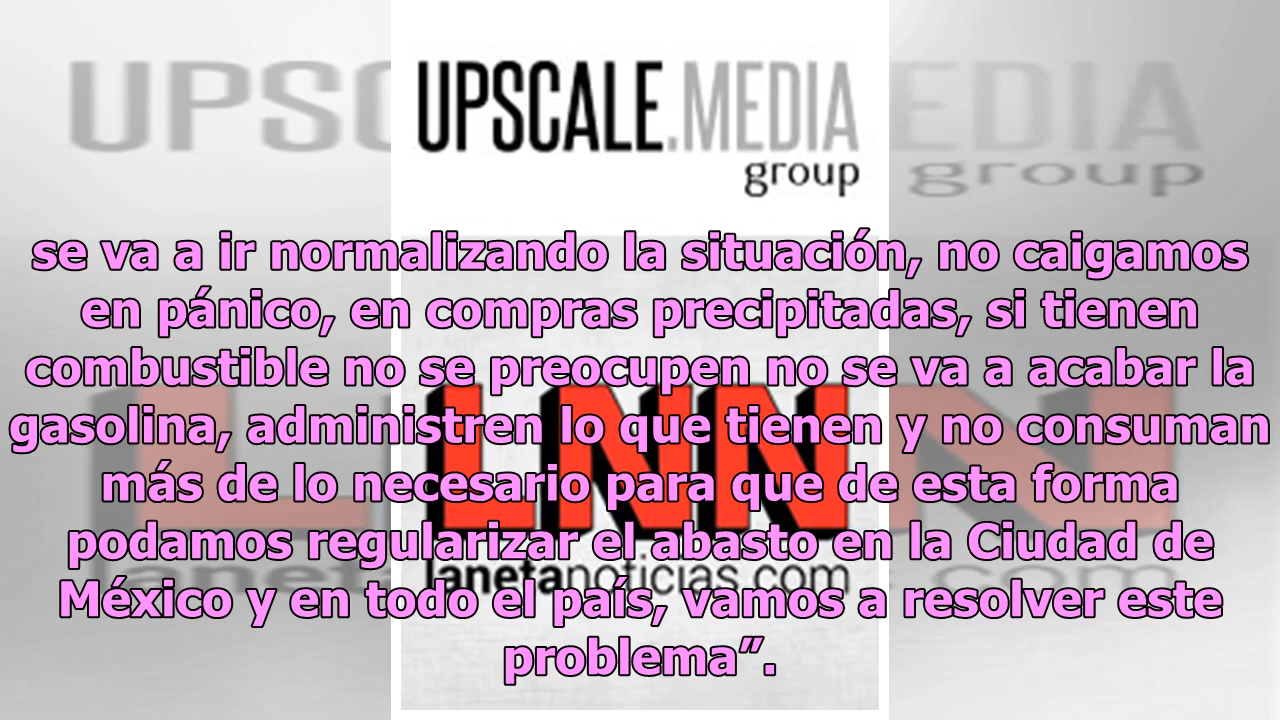 UPSCALE.MEDIA
group
se va a ir normalizando la situación, no caigamos
en pánico, en compras precipitadas, si tienen
combustible no se preocupen no se va a acabar la
gasolina, administren lo que tienen y no consuman
más de lo necesario para que de esta forma
podamos regularizar el abasto en la Ciudad de
México y en todo el país, vamos a resolver este
problema”.
LNN
lanetanoticias.com